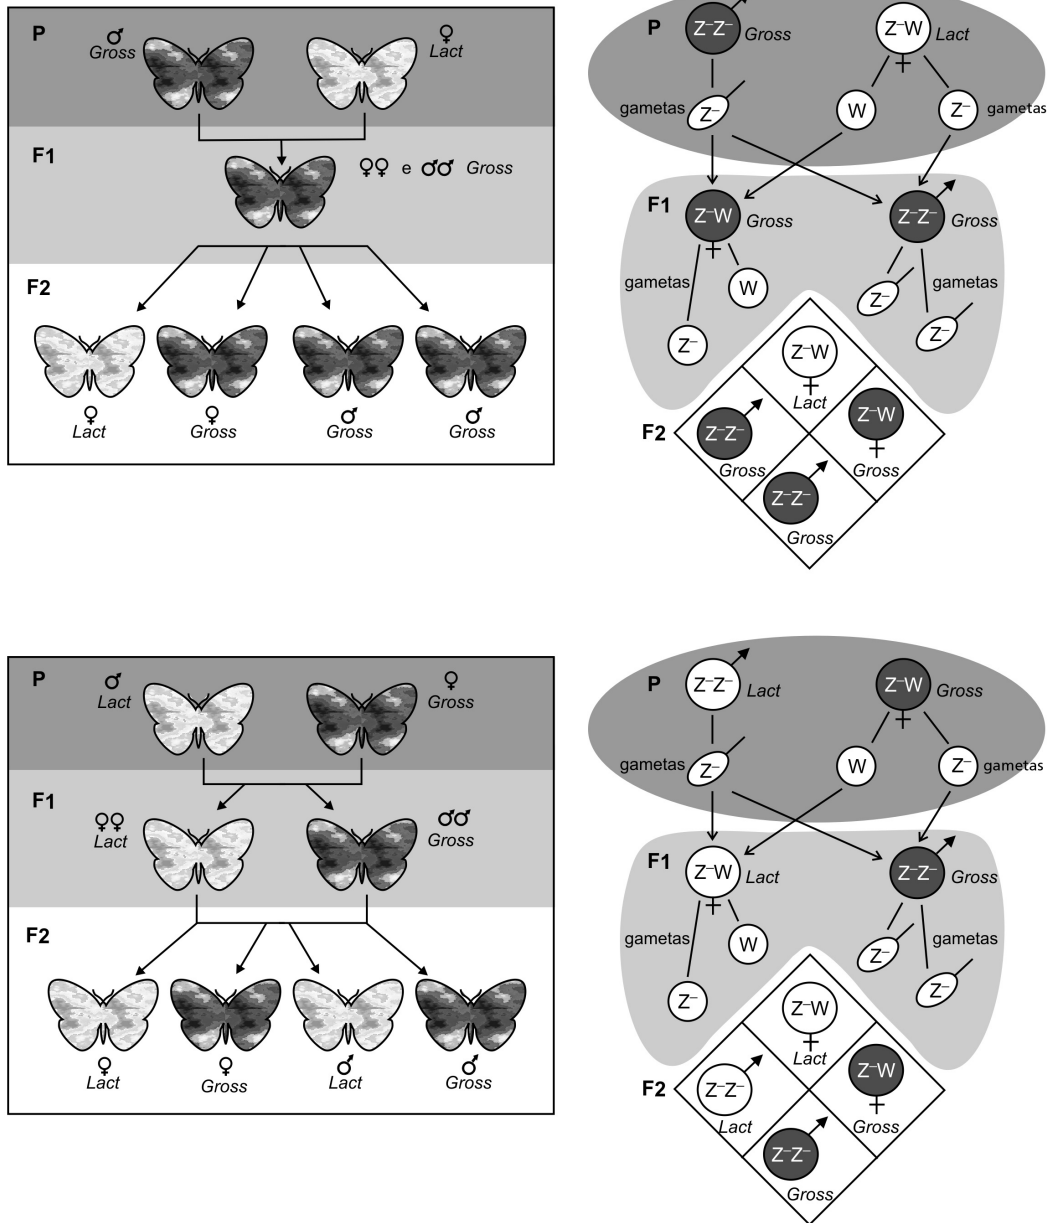 P
♂
Gross
♀
Lact
F1
♀♀ e ♂♂ Gross
F2
♀
Lact
♀
Gross
♂
Gross
♂
Gross
P
Z⁻Z⁻ Gross
Z⁻W Lact
gametas Z⁻
W
Z⁻ gametas
F1
Z⁻W Gross
Z⁻Z⁻ Gross
gametas
W
Z⁻
gametas
Z⁻
Z⁻
F2
Z⁻W
Lact
Z⁻Z⁻
Gross
Z⁻W
Gross
Z⁻Z⁻
Gross
P
♂
Lact
♀
Gross
F1
♀♀
Lact
♂♂
Gross
F2
♀
Lact
♀
Gross
♂
Lact
♂
Gross
P
Z⁻Z⁻ Lact
Z⁻W Gross
gametas Z⁻
W
Z⁻ gametas
F1
Z⁻W Lact
Z⁻Z⁻ Gross
gametas
W
Z⁻
gametas
Z⁻
Z⁻
F2
Z⁻W
Lact
Z⁻Z⁻
Lact
Z⁻W
Gross
Z⁻Z⁻
Gross